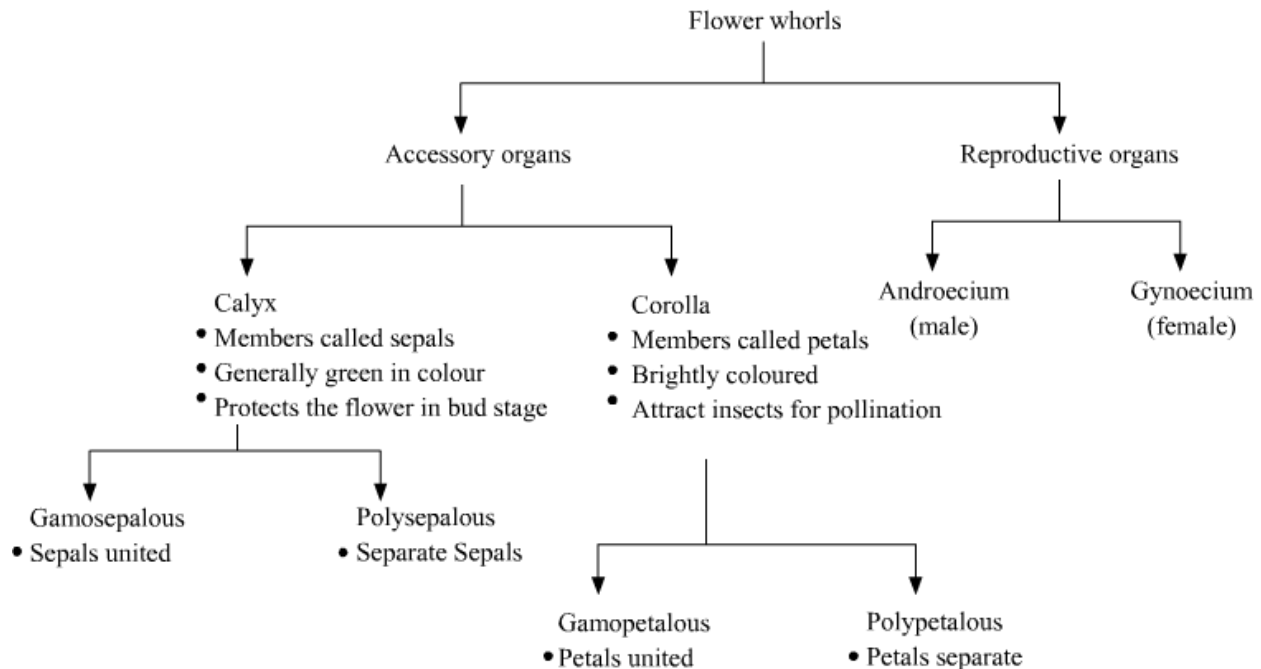 Flower whorls
Accessory organs
Reproductive organs
Calyx
• Members called sepals
• Generally green in colour
• Protects the flower in bud stage
Corolla
• Members called petals
• Brightly coloured
• Attract insects for pollination
Androecium
(male)
Gynoecium
(female)
Gamosepalous
• Sepals united
Polysepalous
• Separate Sepals
Gamopetalous
• Petals united
Polypetalous
• Petals separate